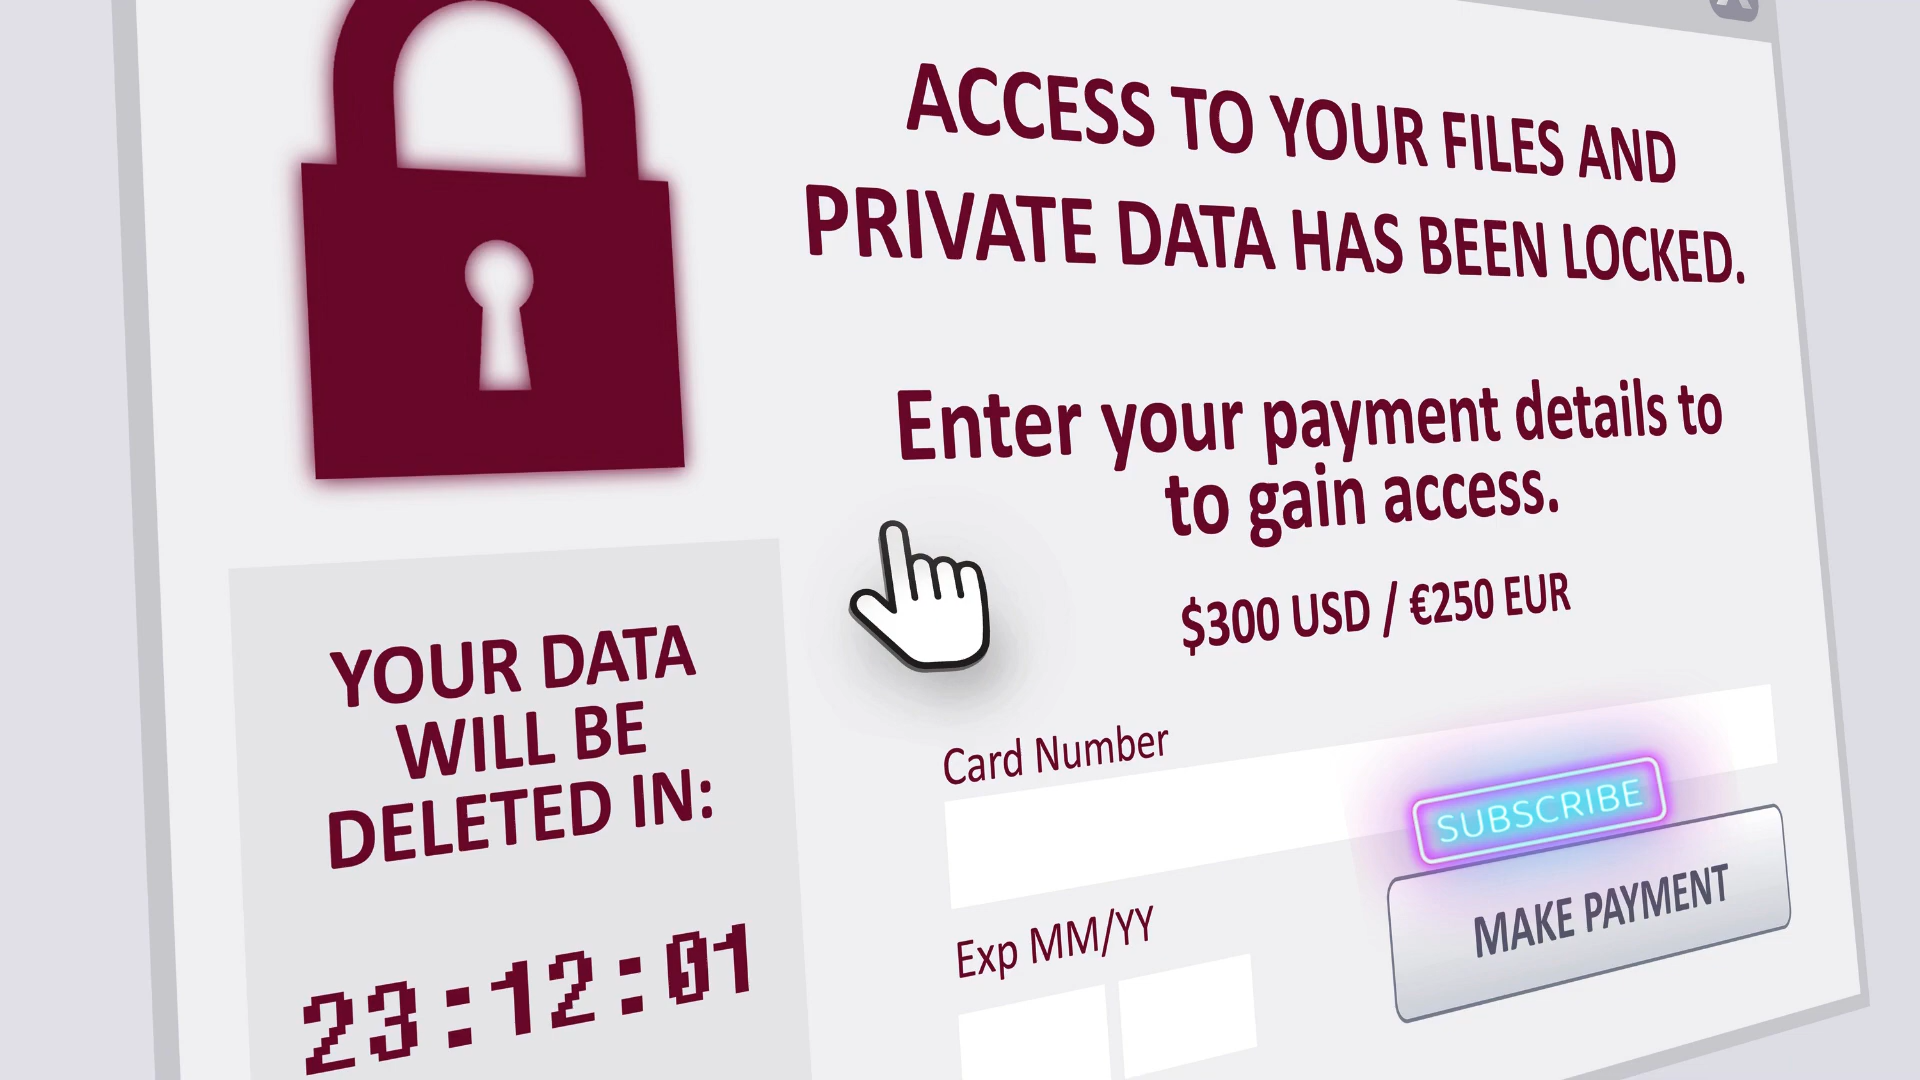 ACCESS TO YOUR FILES AND
PRIVATE DATA HAS BEEN LOCKED.
Enter your payment details to
to gain access.
$300 USD / €250 EUR
YOUR DATA
WILL BE
DELETED IN:
23:12:01
Card Number
SUBSCRIBE
MAKE PAYMENT
Exp MM/YY